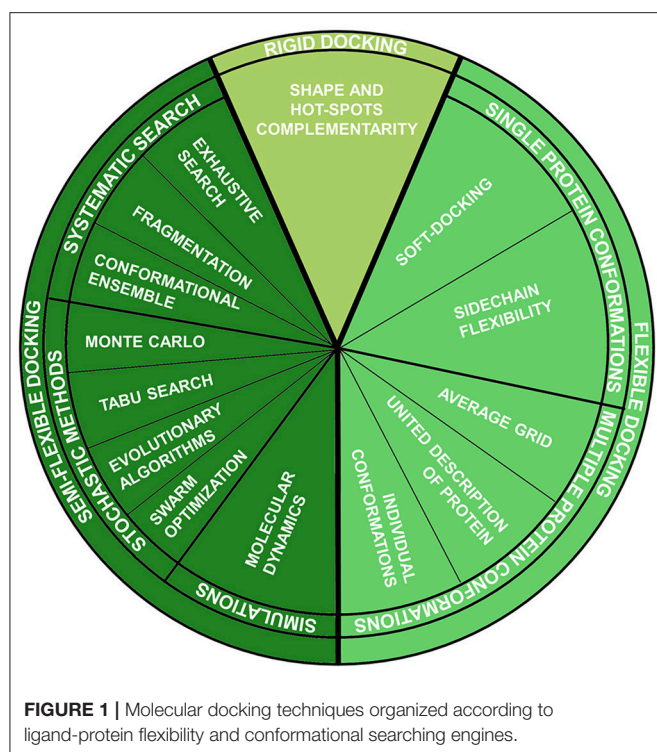 RIGID DOCKING
SHAPE AND
HOT-SPOTS
COMPLEMENTARITY
SINGLE PROTEIN CONFORMATIONS
FLEXIBLE DOCKING
SOFT-DOCKING
SIDECHAIN
FLEXIBILITY
MULTIPLE PROTEIN CONFORMATIONS
AVERAGE GRID
UNITED DESCRIPTION
OF PROTEIN
INDIVIDUAL
CONFORMATIONS
SIMULATIONS
MOLECULAR
DYNAMICS
SEMI-FLEXIBLE DOCKING
STOCHASTIC METHODS
SWARM
OPTIMIZATION
EVOLUTIONARY
ALGORITHMS
TABU SEARCH
MONTE CARLO
SYSTEMATIC SEARCH
CONFORMATIONAL
ENSEMBLE
FRAGMENTATION
EXHAUSTIVE
SEARCH
FIGURE 1 | Molecular docking techniques organized according to
ligand-protein flexibility and conformational searching engines.